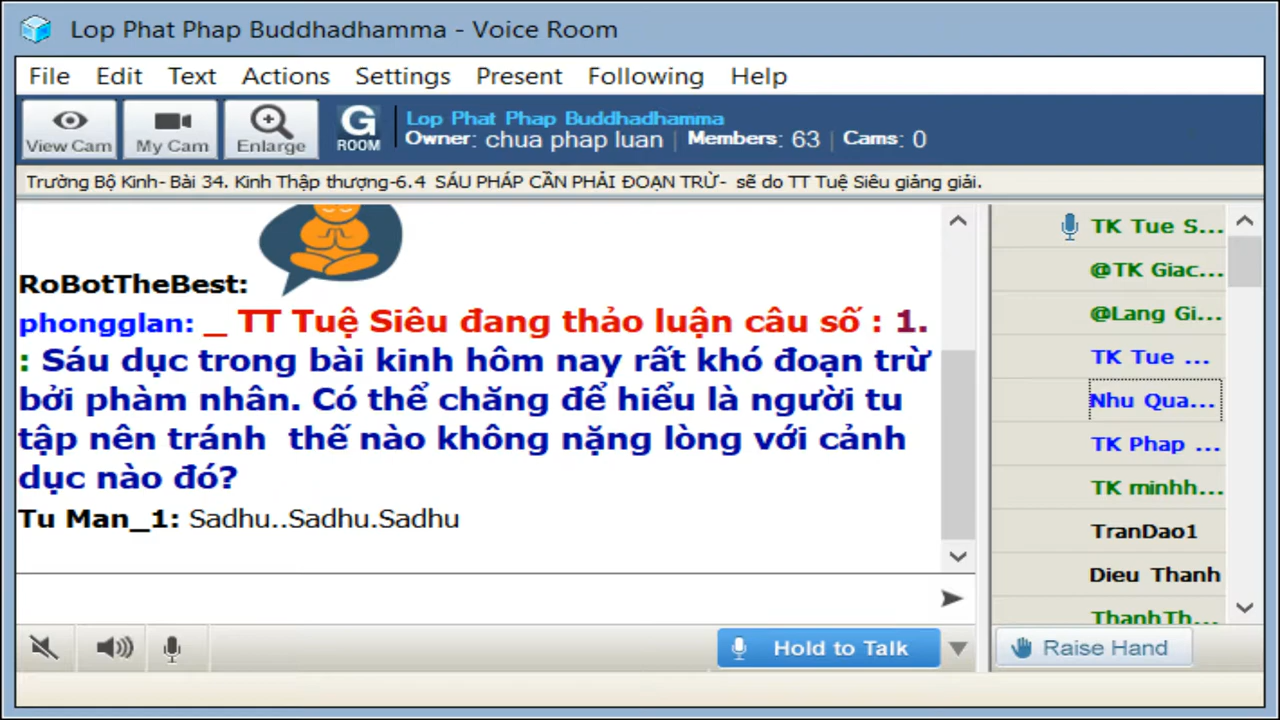 Lop Phat Phap Buddhadhamma - Voice Room
File Edit Text Actions Settings Present Following Help
View Cam My Cam Enlarge G ROOM
Lop Phat Phap Buddhadhamma
Owner: chua phap luan | Members: 63 | Cams: 0
Trường Bộ Kinh- Bài 34. Kinh Thập thượng-6.4 SÁU PHÁP CẦN PHẢI ĐOẠN TRỪ- sẽ do TT Tuệ Siêu giảng giải.
RoBotTheBest:
phongglan: _ TT Tuệ Siêu đang thảo luận câu số : 1.
: Sáu dục trong bài kinh hôm nay rất khó đoạn trừ
bởi phàm nhân. Có thể chăng để hiểu là người tu
tập nên tránh thế nào không nặng lòng với cảnh
dục nào đó?
Tu Man_1: Sadhu..Sadhu.Sadhu
TK Tue S...
@TK Giac...
@Lang Gi...
TK Tue ...
Nhu Qua...
TK Phap ...
TK minhh...
TranDao1
Dieu Thanh
ThanhTh...
Hold to Talk
Raise Hand